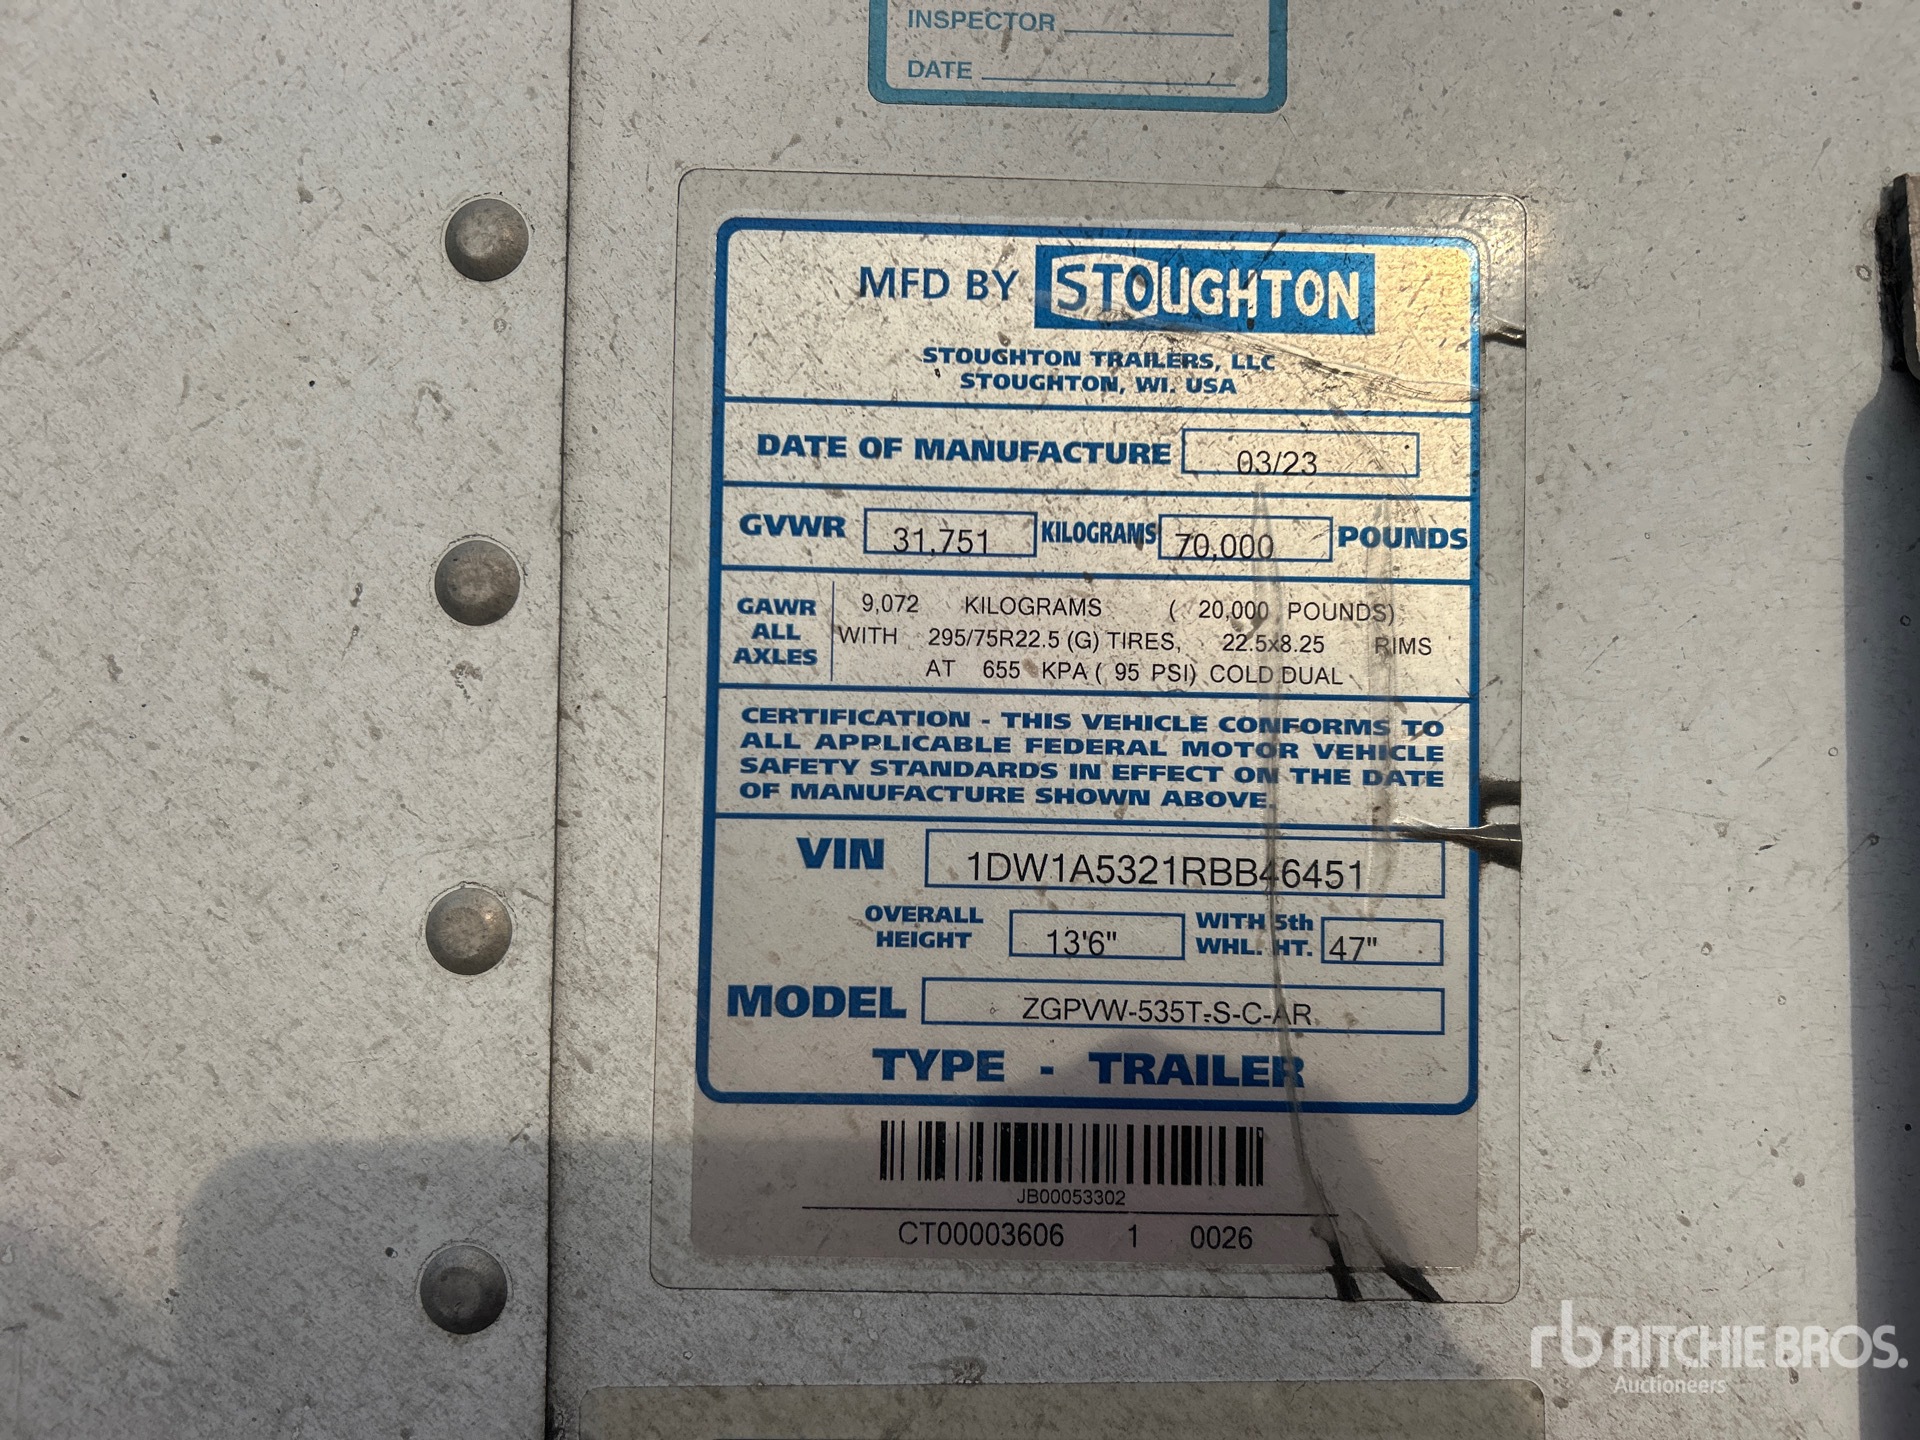 INSPECTOR
DATE
MFD BY STOUGHTON
STOUGHTON TRAILERS, LLC
STOUGHTON, WI. USA
DATE OF MANUFACTURE 03/23
GVWR 31,751 KILOGRAMS 70,000 POUNDS
GAWR ALL AXLES
9,072 KILOGRAMS ( 20,000 POUNDS)
WITH 295/75R22.5 (G) TIRES, 22.5x8.25 RIMS
AT 655 KPA ( 95 PSI) COLD DUAL
CERTIFICATION - THIS VEHICLE CONFORMS TO
ALL APPLICABLE FEDERAL MOTOR VEHICLE
SAFETY STANDARDS IN EFFECT ON THE DATE
OF MANUFACTURE SHOWN ABOVE.
VIN 1DW1A5321RBB46451
OVERALL HEIGHT 13'6" WITH 5th WHL. HT. 47"
MODEL ZGPVW-535T-S-C-AR
TYPE - TRAILER
JB00053302
CT00003606 1 0026
rb RITCHIE BROS.
Auctioneers